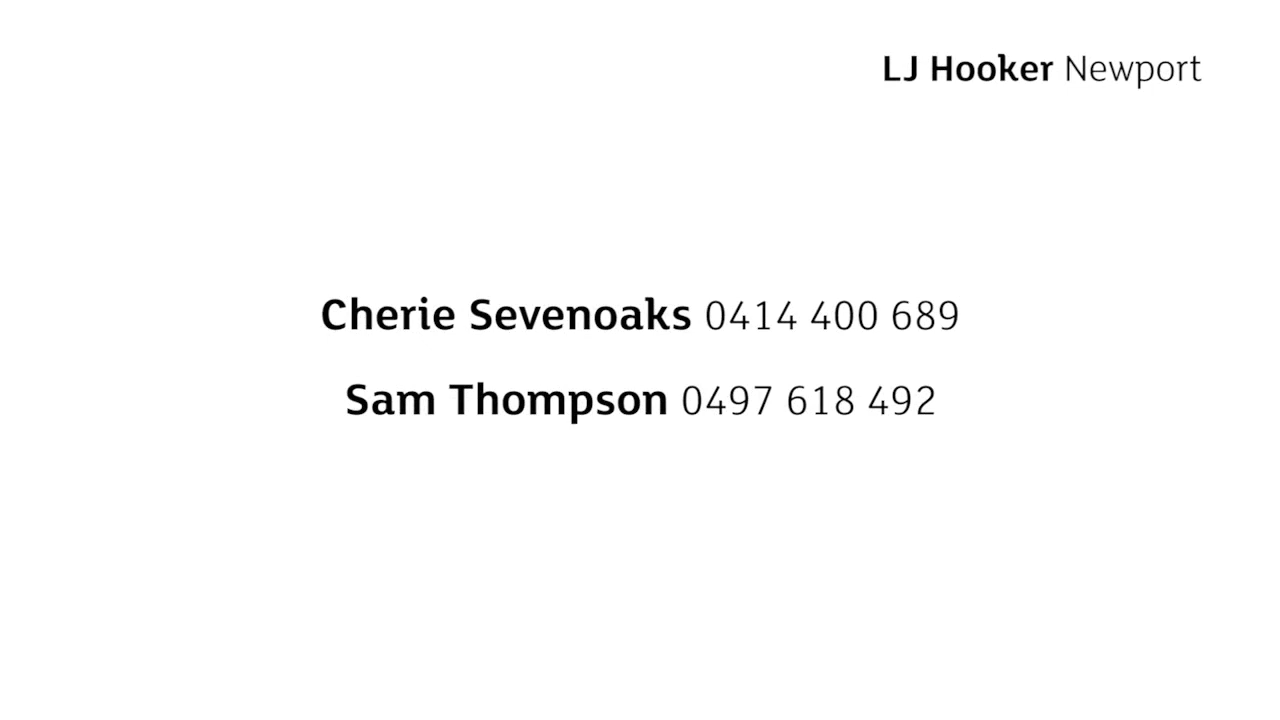 LJ Hooker Newport
Cherie Sevenoaks 0414 400 689
Sam Thompson 0497 618 492